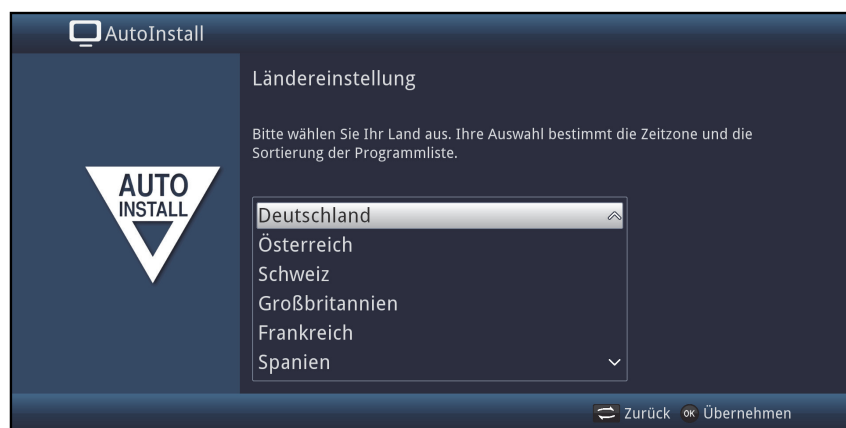 AutoInstall
Ländereinstellung
Bitte wählen Sie Ihr Land aus. Ihre Auswahl bestimmt die Zeitzone und die
Sortierung der Programmliste.
AUTO
INSTALL
Deutschland
Österreich
Schweiz
Großbritannien
Frankreich
Spanien
Zurück OK Übernehmen